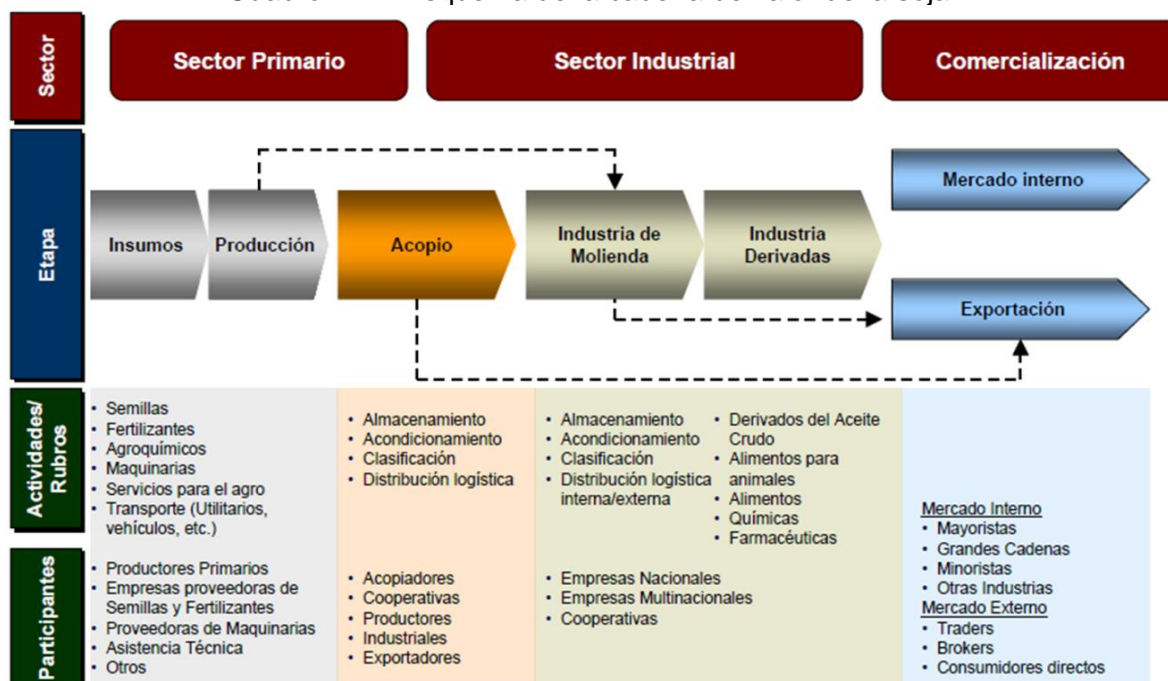 Sector
Sector Primario
Sector Industrial
Comercialización
Etapa
Insumos
Producción
Acopio
Industria de
Molienda
Industria
Derivadas
Mercado interno
Exportación
Actividades/
Rubros
• Semillas
• Fertilizantes
• Agroquímicos
• Maquinarias
• Servicios para el agro
• Transporte (Utilitarios,
vehículos, etc.)
• Almacenamiento
• Acondicionamiento
• Clasificación
• Distribución logística
• Almacenamiento
• Acondicionamiento
• Clasificación
• Distribución logística
interna/externa
• Derivados del Aceite
Crudo
• Alimentos para
animales
• Alimentos
• Químicas
• Farmacéuticas
Participantes
• Productores Primarios
• Empresas proveedoras de
Semillas y Fertilizantes
• Proveedoras de Maquinarias
• Asistencia Técnica
• Otros
• Acopiadores
• Cooperativas
• Productores
• Industriales
• Exportadores
• Empresas Nacionales
• Empresas Multinacionales
• Cooperativas
Mercado Interno
• Mayoristas
• Grandes Cadenas
• Minoristas
• Otras Industrias
Mercado Externo
• Traders
• Brokers
• Consumidores directos